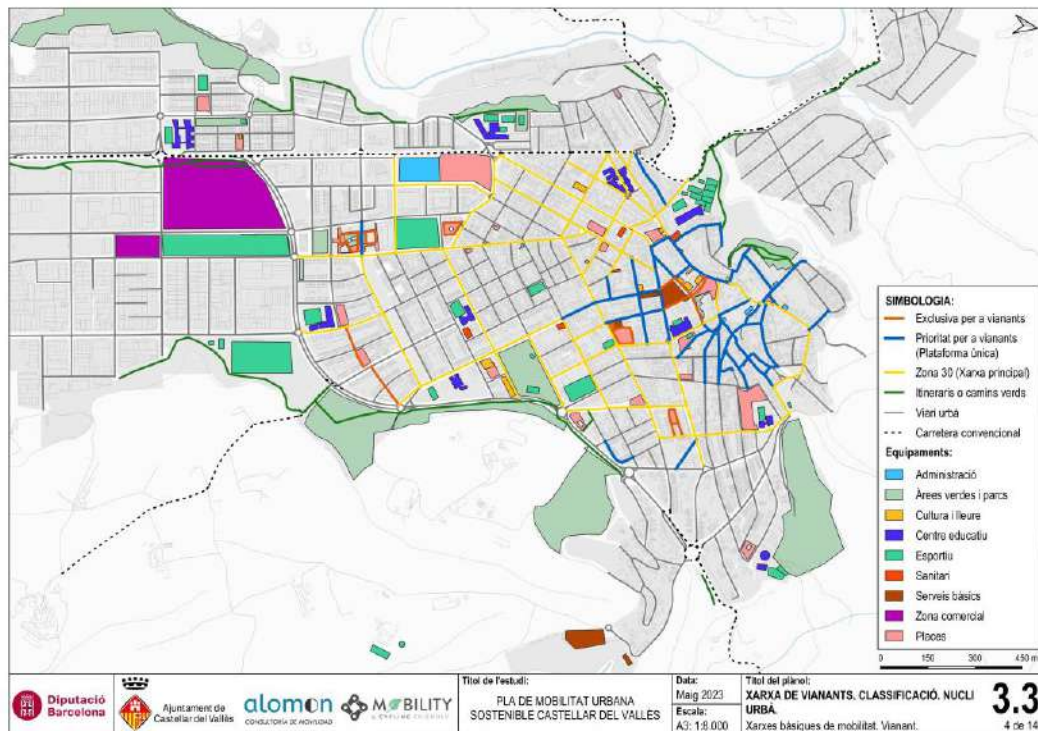 SIMBOLOGIA:
Exclusiva per a vianants
Prioritat per a vianants
(Plataforma única)
Zona 30 (Xarxa principal)
Itineraris o camins verds
Viari urbà
Carretera convencional
Equipaments:
Administració
Àrees verdes i parcs
Cultura i lleure
Centre educatiu
Esportiu
Sanitari
Serveis bàsics
Zona comercial
Places
0 150 300 450 m
Diputació
Barcelona
Ajuntament de
Castellar del Vallès
alomon
CONSULTORÍA DE MOVILIDAD
MOBILITY
Títol de l'estudi:
PLA DE MOBILITAT URBANA
SOSTENIBLE CASTELLAR DEL VALLES
Data:
Maig 2023
Escala:
A3: 1:8.000
Títol del plànol:
XARXA DE VIANANTS. CLASSIFICACIÓ. NUCLI
URBÀ.
Xarxes bàsiques de mobilitat. Vianant.
3.3
4 de 14